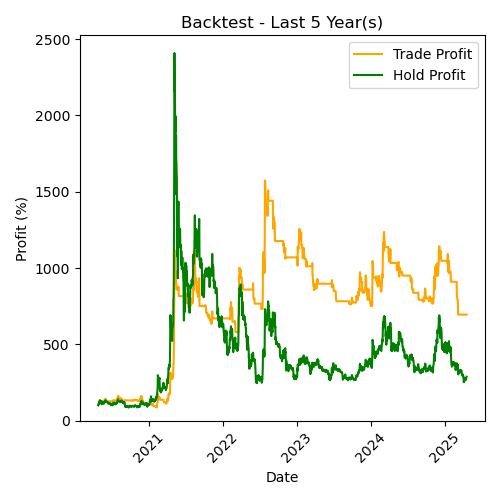 Backtest - Last 5 Year(s)
Trade Profit
Hold Profit
Profit (%)
2500
2000
1500
1000
500
0
2021
2022
2023
2024
2025
Date